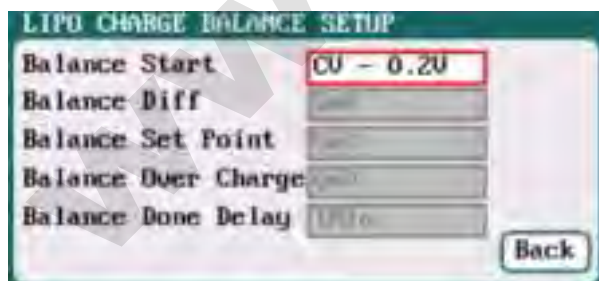 LIPO CHARGE BALANCE SETUP
Balance Start CV - 0.2V
Balance Diff
Balance Set Point
Balance Over Charge
Balance Done Delay
Back